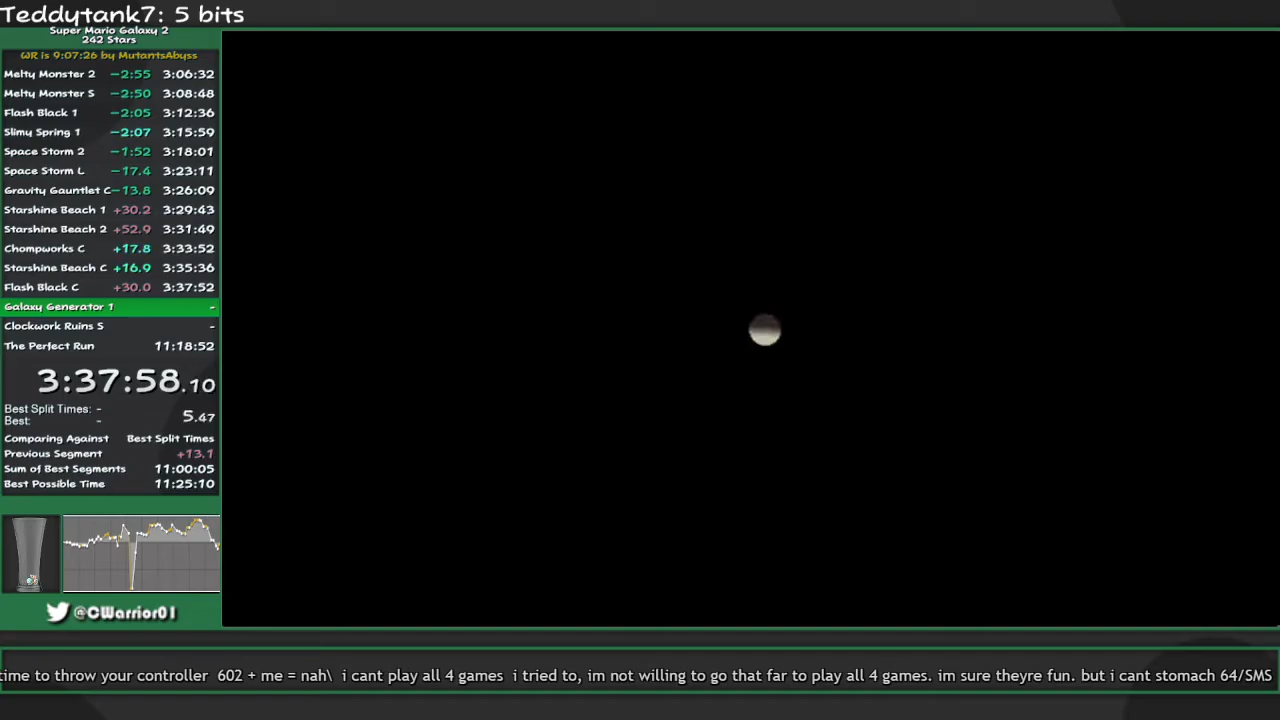 Teddytank7: 5 bits
Super Mario Galaxy 2
242 Stars
WR is 9:07:26 by MutantsAbyss
Melty Monster 2 −2:55 3:06:32
Melty Monster S −2:50 3:08:48
Flash Black 1 −2:05 3:12:36
Slimy Spring 1 −2:07 3:15:59
Space Storm 2 −1:52 3:18:01
Space Storm L −17.4 3:23:11
Gravity Gauntlet C −13.8 3:26:09
Starshine Beach 1 +30.2 3:29:43
Starshine Beach 2 +52.9 3:31:49
Chompworks C +17.8 3:33:52
Starshine Beach C +16.9 3:35:36
Flash Black C +30.0 3:37:52
Galaxy Generator 1 -
Clockwork Ruins S -
The Perfect Run 11:18:52
3:37:58.10
Best Split Times: -
Best: - 5.47
Comparing Against Best Split Times
Previous Segment +13.1
Sum of Best Segments 11:00:05
Best Possible Time 11:25:10
@CWarrior01
time to throw your controller 602 + me = nah\ i cant play all 4 games i tried to, im not willing to go that far to play all 4 games. im sure theyre fun. but i cant stomach 64/SMS